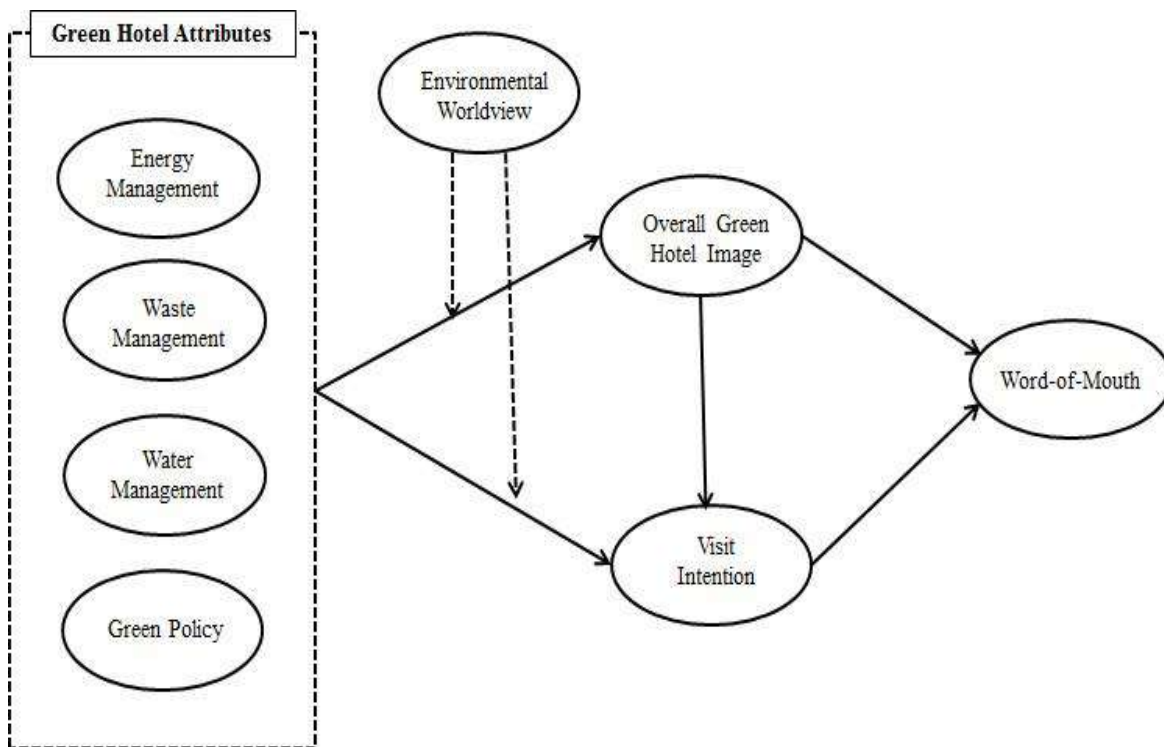 Green Hotel Attributes
Energy
Management
Waste
Management
Water
Management
Green Policy
Environmental
Worldview
Overall Green
Hotel Image
Visit
Intention
Word-of-Mouth